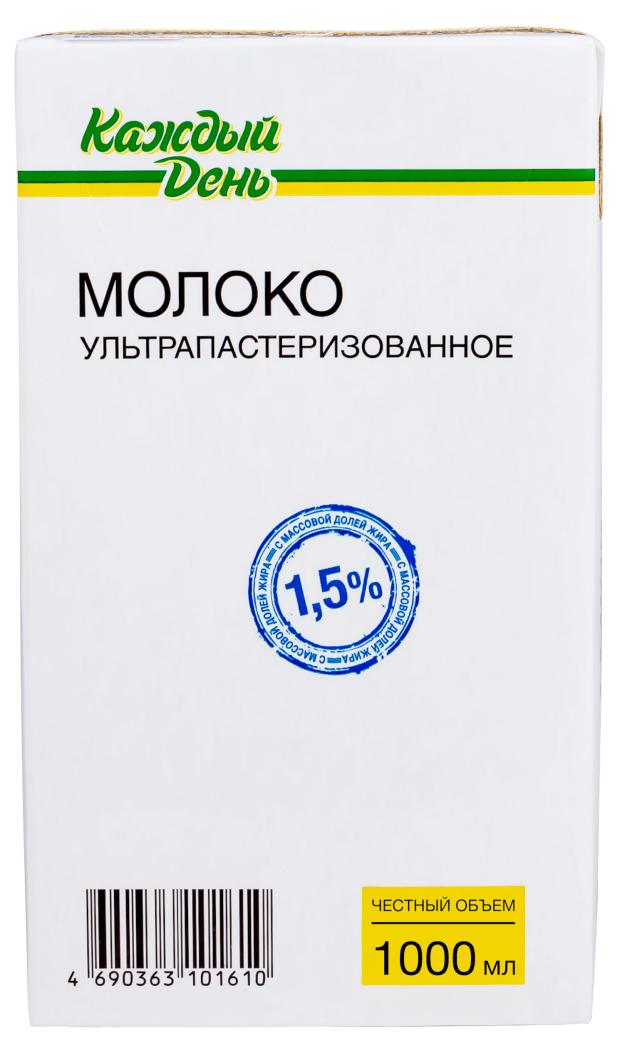 Каждый
День
МОЛОКО
УЛЬТРАПАСТЕРИЗОВАННОЕ
С МАССОВОЙ ДОЛЕЙ ЖИРА
С МАССОВОЙ ДОЛЕЙ ЖИРА
С МАССОВОЙ ДОЛЕЙ ЖИРА
1,5%
ЧЕСТНЫЙ ОБЪЕМ
1000 мл
4 690363 101610